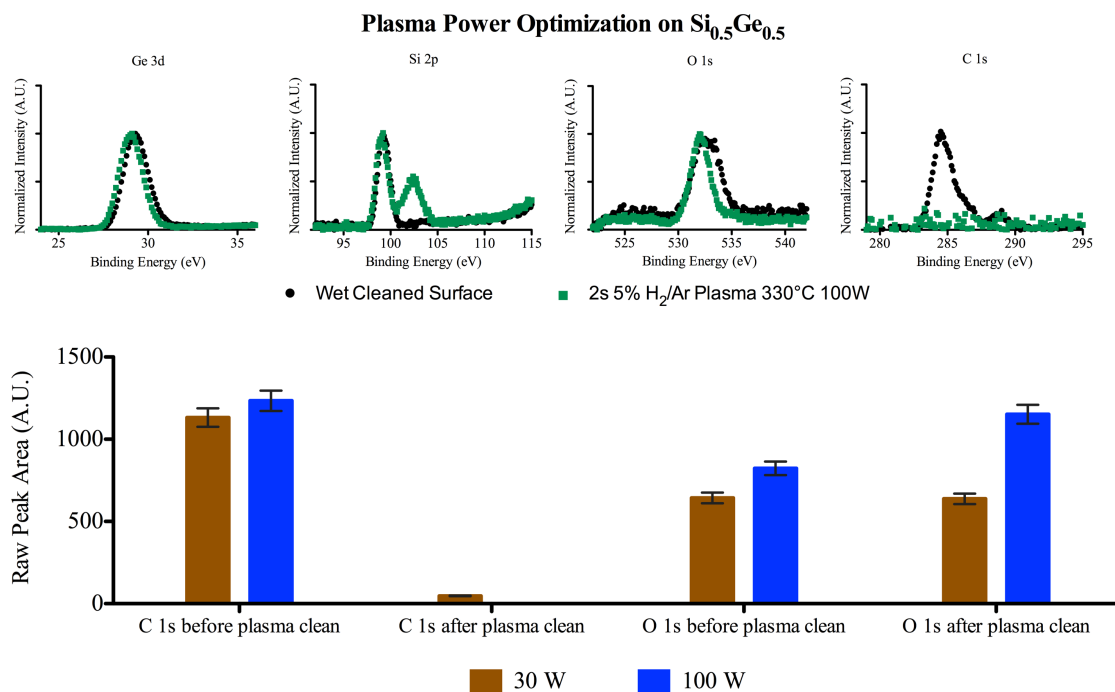 Plasma Power Optimization on Si0.5Ge0.5
Ge 3d
Si 2p
O 1s
C 1s
Normalized Intensity (A.U.)
Normalized Intensity (A.U.)
Normalized Intensity (A.U.)
Normalized Intensity (A.U.)
25 30 35
95 100 105 110 115
525 530 535 540
280 285 290 295
Binding Energy (eV)
Binding Energy (eV)
Binding Energy (eV)
Binding Energy (eV)
Wet Cleaned Surface
2s 5% H2/Ar Plasma 330°C 100W
Raw Peak Area (A.U.)
1500
1000
500
0
C 1s before plasma clean
C 1s after plasma clean
O 1s before plasma clean
O 1s after plasma clean
30 W
100 W